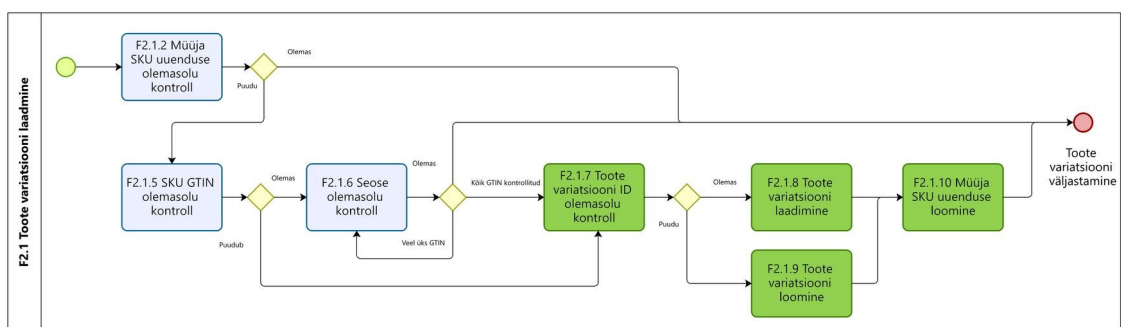 F2.1 Toote variatsiooni laadmine
F2.1.2 Müüja
SKU uuenduse
olemasolu
kontroll
Olemas
Puudu
F2.1.5 SKU GTIN
olemasolu
kontroll
Olemas
Puudub
F2.1.6 Seose
olemasolu
kontroll
Olemas
Kõik GTIN kontrollitud
Veel üks GTIN
F2.1.7 Toote
variatsiooni ID
olemasolu
kontroll
Olemas
Puudu
F2.1.8 Toote
variatsiooni
laadimine
F2.1.9 Toote
variatsiooni
loomine
F2.1.10 Müüja
SKU uuenduse
loomine
Toote
variatsiooni
väljastamine